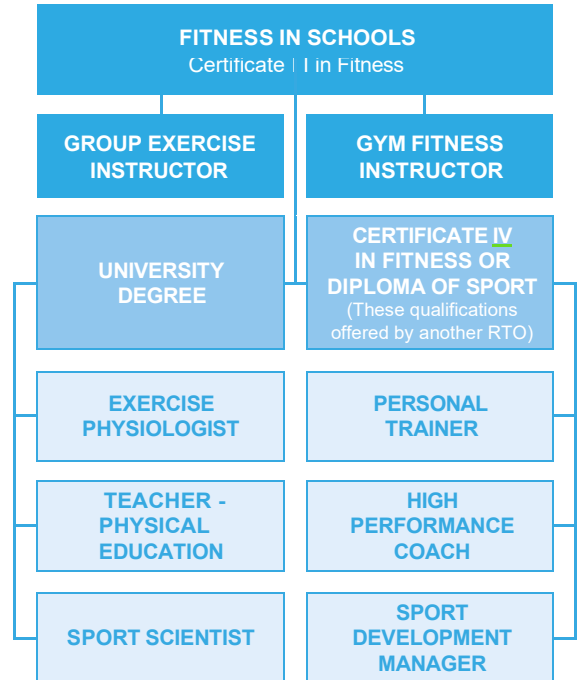 FITNESS IN SCHOOLS
Certificate I I in Fitness
GROUP EXERCISE
INSTRUCTOR
GYM FITNESS
INSTRUCTOR
UNIVERSITY
DEGREE
CERTIFICATE IV
IN FITNESS OR
DIPLOMA OF SPORT
(These qualifications
offered by another RTO)
EXERCISE
PHYSIOLOGIST
PERSONAL
TRAINER
TEACHER -
PHYSICAL
EDUCATION
HIGH
PERFORMANCE
COACH
SPORT SCIENTIST
SPORT
DEVELOPMENT
MANAGER